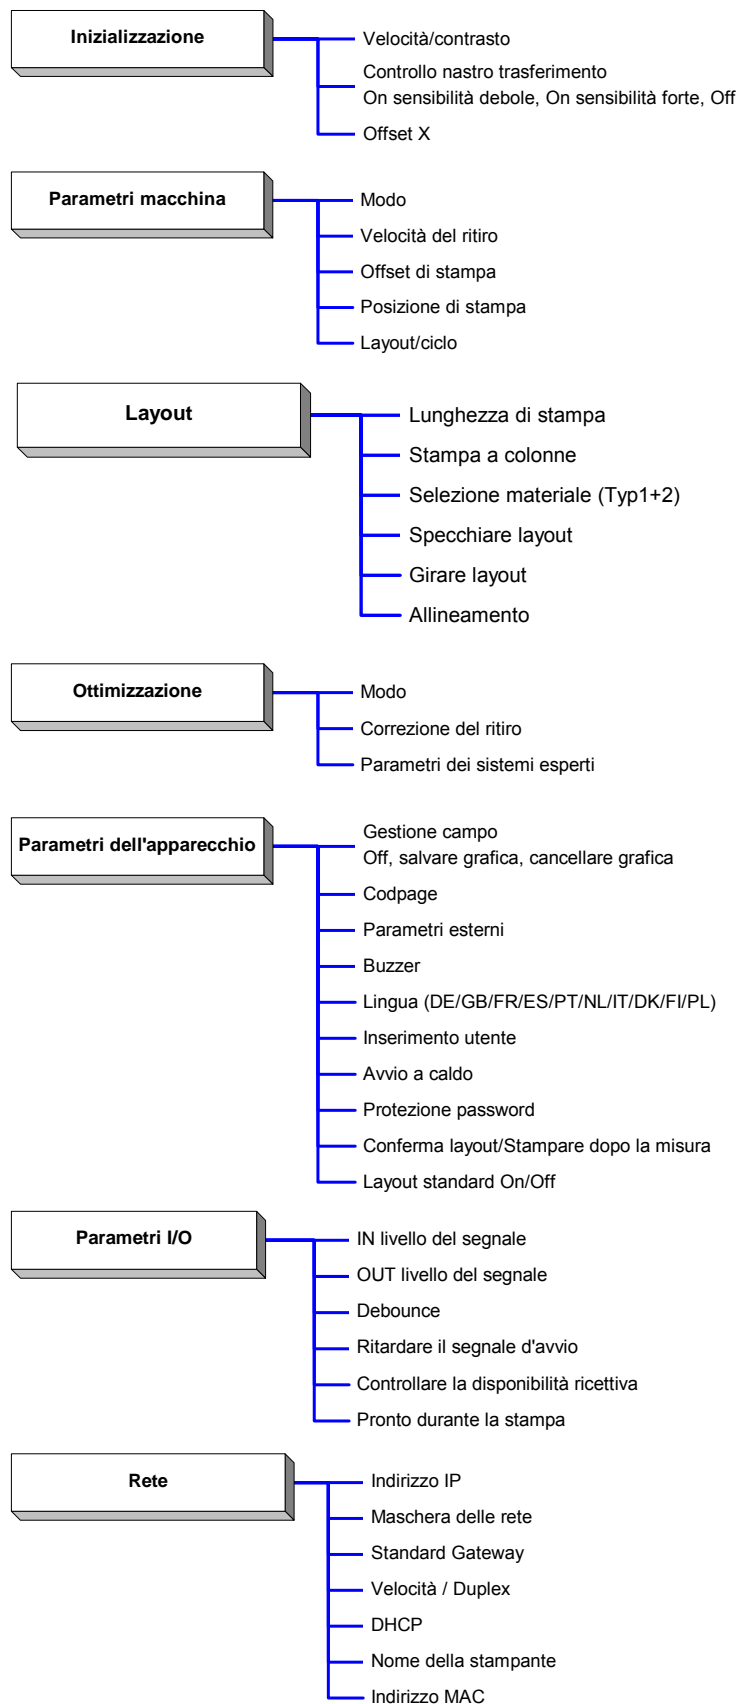 Inizializzazione
Velocità/contrasto
Controllo nastro trasferimento
On sensibilità debole, On sensibilità forte, Off
Offset X
Parametri macchina
Modo
Velocità del ritiro
Offset di stampa
Posizione di stampa
Layout/ciclo
Layout
Lunghezza di stampa
Stampa a colonne
Selezione materiale (Typ1+2)
Specchiare layout
Girare layout
Allineamento
Ottimizzazione
Modo
Correzione del ritiro
Parametri dei sistemi esperti
Parametri dell'apparecchio
Gestione campo
Off, salvare grafica, cancellare grafica
Codpage
Parametri esterni
Buzzer
Lingua (DE/GB/FR/ES/PT/NL/IT/DK/FI/PL)
Inserimento utente
Avvio a caldo
Protezione password
Conferma layout/Stampare dopo la misura
Layout standard On/Off
Parametri I/O
IN livello del segnale
OUT livello del segnale
Debounce
Ritardare il segnale d'avvio
Controllare la disponibilità ricettiva
Pronto durante la stampa
Rete
Indirizzo IP
Maschera delle rete
Standard Gateway
Velocità / Duplex
DHCP
Nome della stampante
Indirizzo MAC